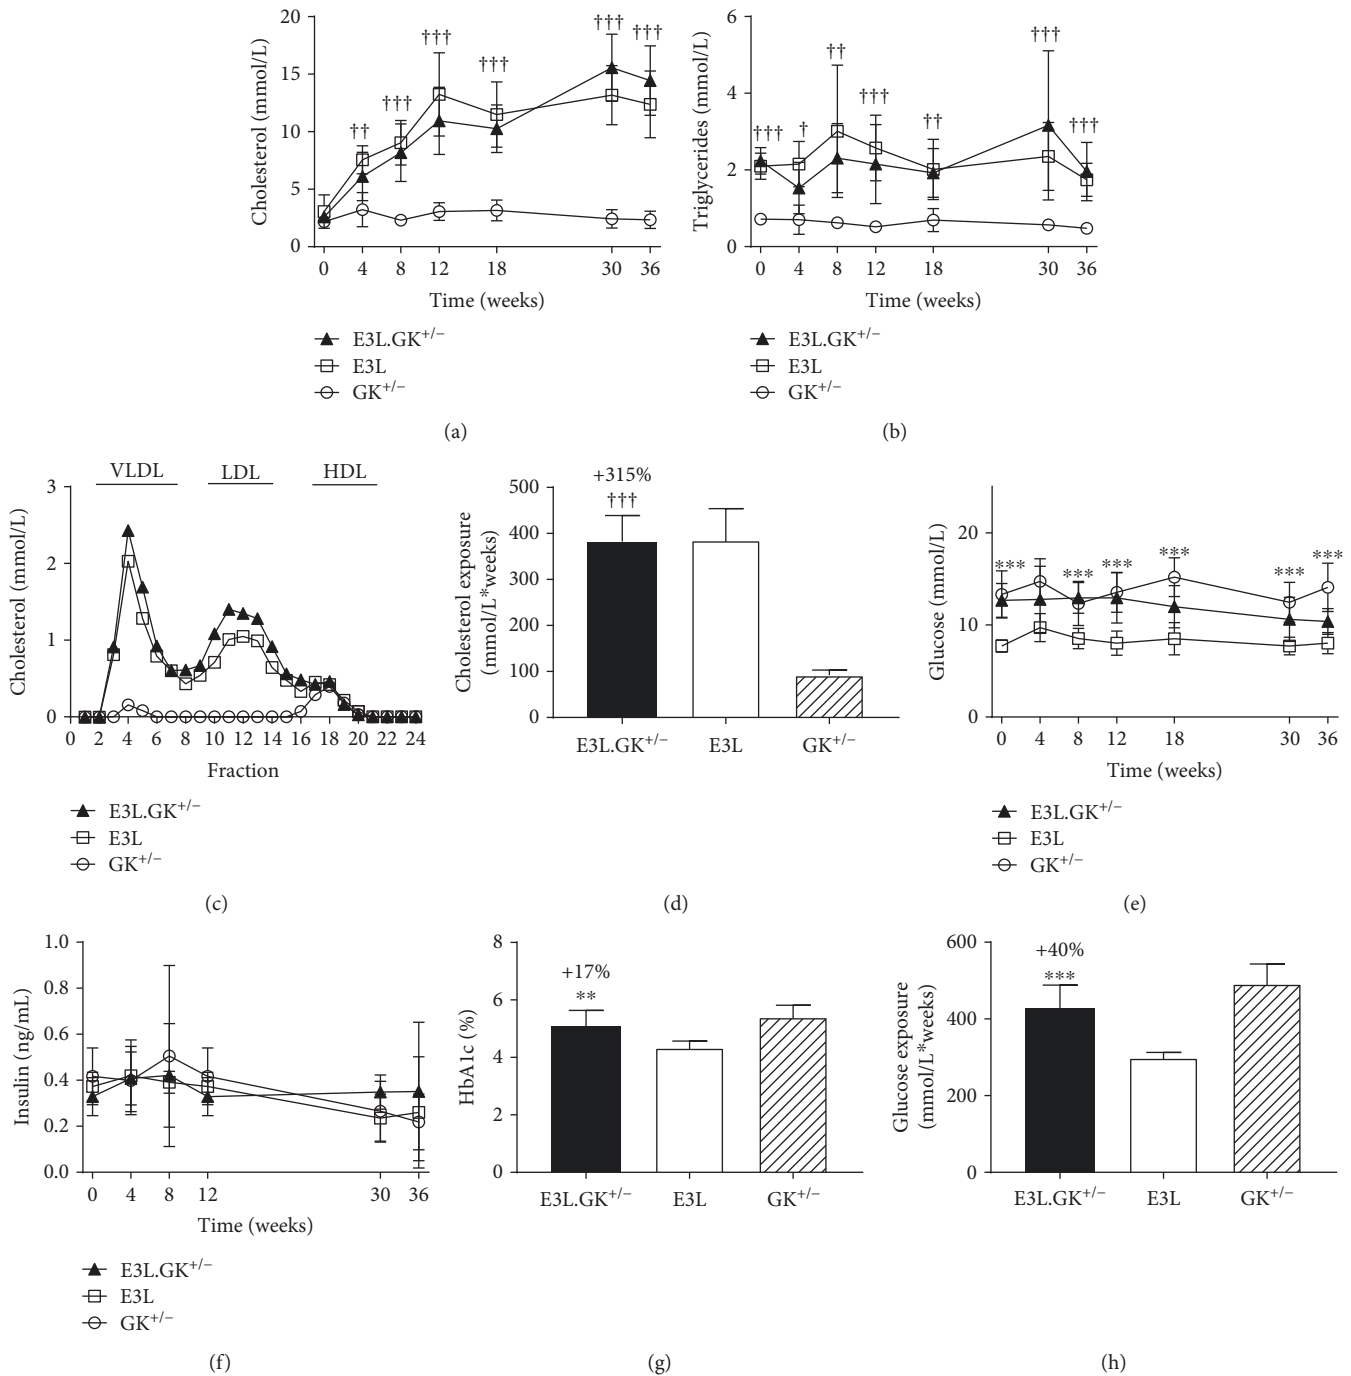 Cholesterol (mmol/L)
20
15
10
5
0
†† ††† ††† ††† ††† †††
0 4 8 12 18 30 36
Time (weeks)
E3L.GK+/−
E3L
GK+/−
(a)
Triglycerides (mmol/L)
6
4
2
0
††† † †† ††† †† ††† †††
0 4 8 12 18 30 36
Time (weeks)
E3L.GK+/−
E3L
GK+/−
(b)
VLDL LDL HDL
Cholesterol (mmol/L)
3
2
1
0
0 2 4 6 8 10 12 14 16 18 20 22 24
Fraction
E3L.GK+/−
E3L
GK+/−
(c)
Cholesterol exposure
(mmol/L*weeks)
500
400
300
200
100
0
+315%
†††
E3L.GK+/− E3L GK+/−
(d)
Glucose (mmol/L)
20
10
0
*** *** *** *** *** ***
0 4 8 12 18 30 36
Time (weeks)
E3L.GK+/−
E3L
GK+/−
(e)
Insulin (ng/mL)
1.0
0.8
0.6
0.4
0.2
0.0
0 4 8 12 30 36
Time (weeks)
E3L.GK+/−
E3L
GK+/−
(f)
HbA1c (%)
8
6
4
2
0
+17%
**
E3L.GK+/− E3L GK+/−
(g)
Glucose exposure
(mmol/L*weeks)
600
400
200
0
+40%
***
E3L.GK+/− E3L GK+/−
(h)